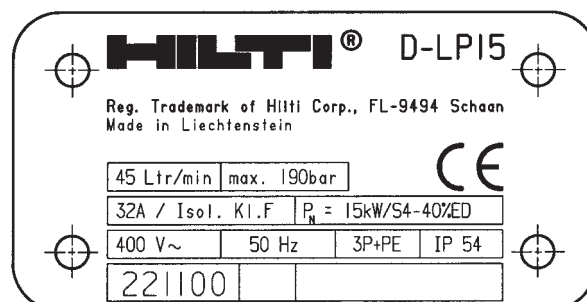 HILTI® D-LP15
Reg. Trademark of Hilti Corp., FL-9494 Schaan
Made in Liechtenstein
CE
45 Ltr/min max. 190bar
32A / Isol. Kl.F PN = 15kW/S4-40%ED
400 V~ 50 Hz 3P+PE IP 54
221100